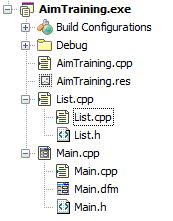 AimTraining.exe
Build Configurations
Debug
AimTraining.cpp
AimTraining.res
List.cpp
List.cpp
List.h
Main.cpp
Main.cpp
Main.dfm
Main.h